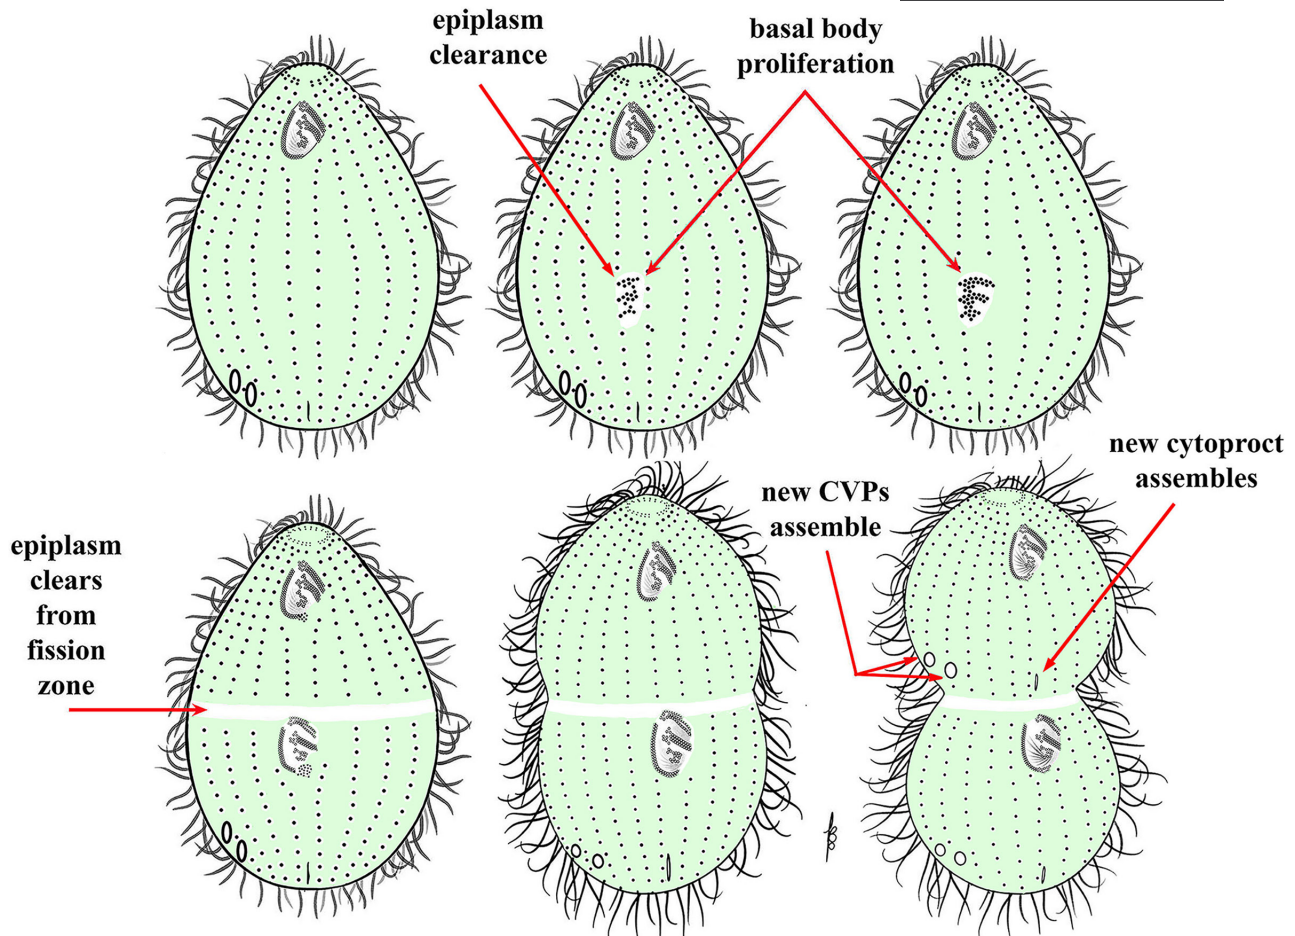 epiplasm
clearance
basal body
proliferation
new cytoproct
assembles
new CVPs
assemble
epiplasm
clears
from
fission
zone